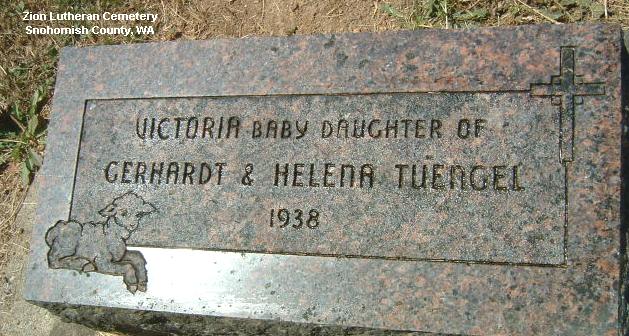 Zion Lutheran Cemetery
Snohomish County, WA
VICTORIA BABY DAUGHTER OF
GERHARDT & HELENA TUENGEL
1938